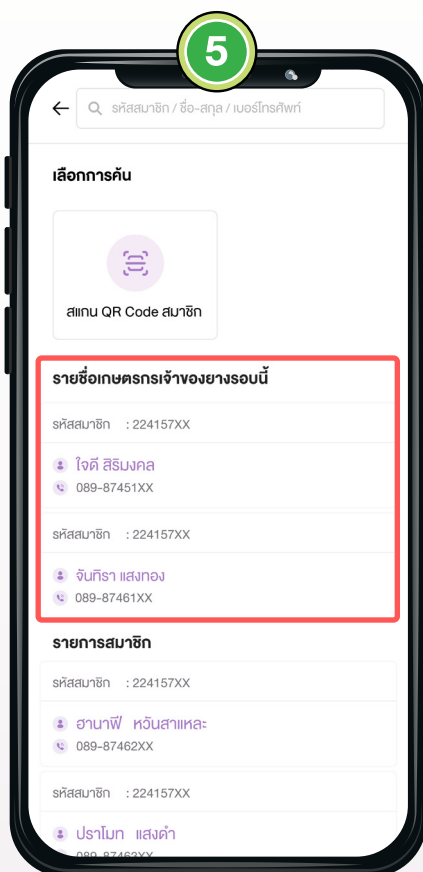 5
รหัสสมาชิก / ชื่อ-สกุล / เบอร์โทรศัพท์
เลือกการค้น
สแกน QR Code สมาชิก
รายชื่อเกษตรกรเจ้าของยางรอบนี้
รหัสสมาชิก : 224157XX
ใจดี สิริมงคล
089-87451XX
รหัสสมาชิก : 224157XX
จันทิรา แสงทอง
089-87461XX
รายการสมาชิก
รหัสสมาชิก : 224157XX
ฮานาฟี หวันสาแหละ
089-87462XX
รหัสสมาชิก : 224157XX
ปราโมท แสงคำ
089-87463XX